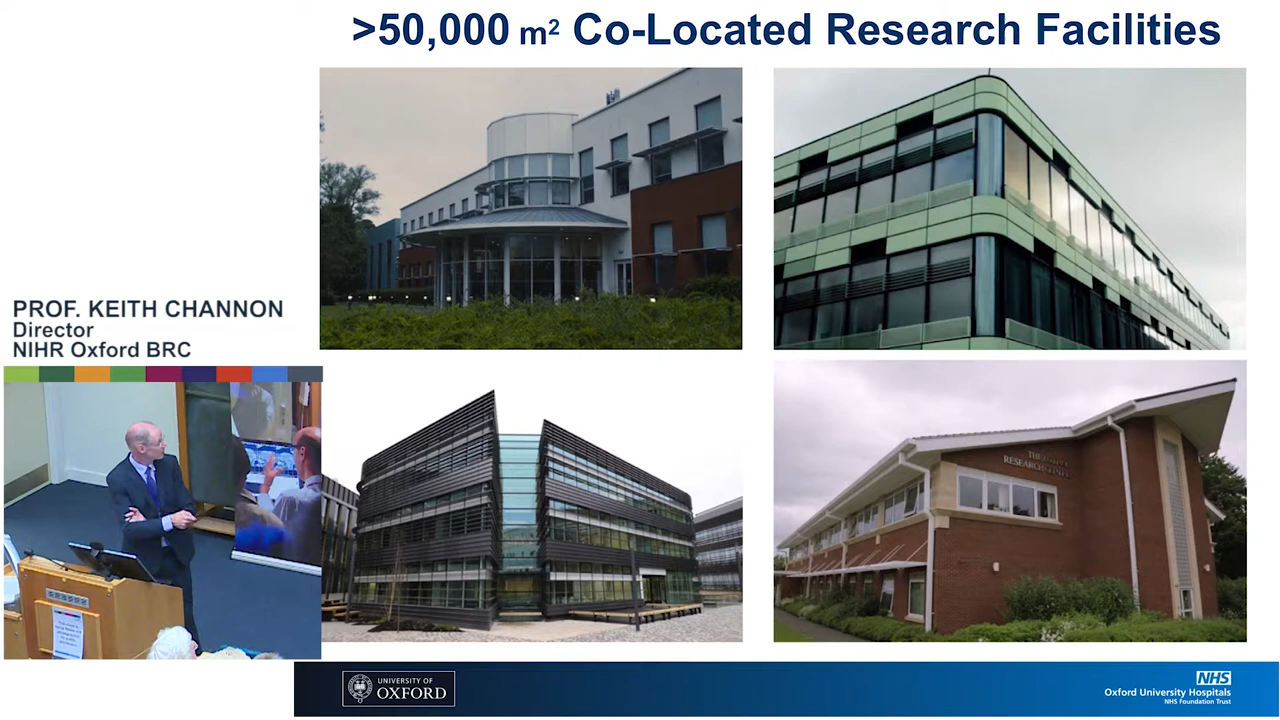 >50,000 m² Co-Located Research Facilities
PROF. KEITH CHANNON
Director
NIHR Oxford BRC
RESEARCH
UNIVERSITY OF
OXFORD
NHS
Oxford University Hospitals
NHS Foundation Trust